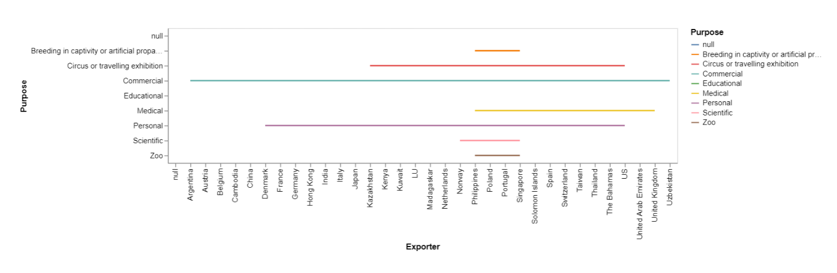 Purpose
null
Breeding in captivity or artificial propa...
Circus or travelling exhibition
Commercial
Educational
Medical
Personal
Scientific
Zoo
null
Argentina
Austria
Belgium
Cambodia
China
Denmark
France
Germany
Hong Kong
India
Italy
Japan
Kazakhstan
Kenya
Kuwait
LU
Madagaskar
Netherlands
Norway
Philippines
Poland
Portugal
Singapore
Solomon Islands
Spain
Switzerland
Taiwan
Thailand
The Bahamas
US
United Arab Emirates
United Kingdom
Uzbekistan
Exporter
Purpose
null
Breeding in captivity or artificial pr...
Circus or travelling exhibition
Commercial
Educational
Medical
Personal
Scientific
Zoo